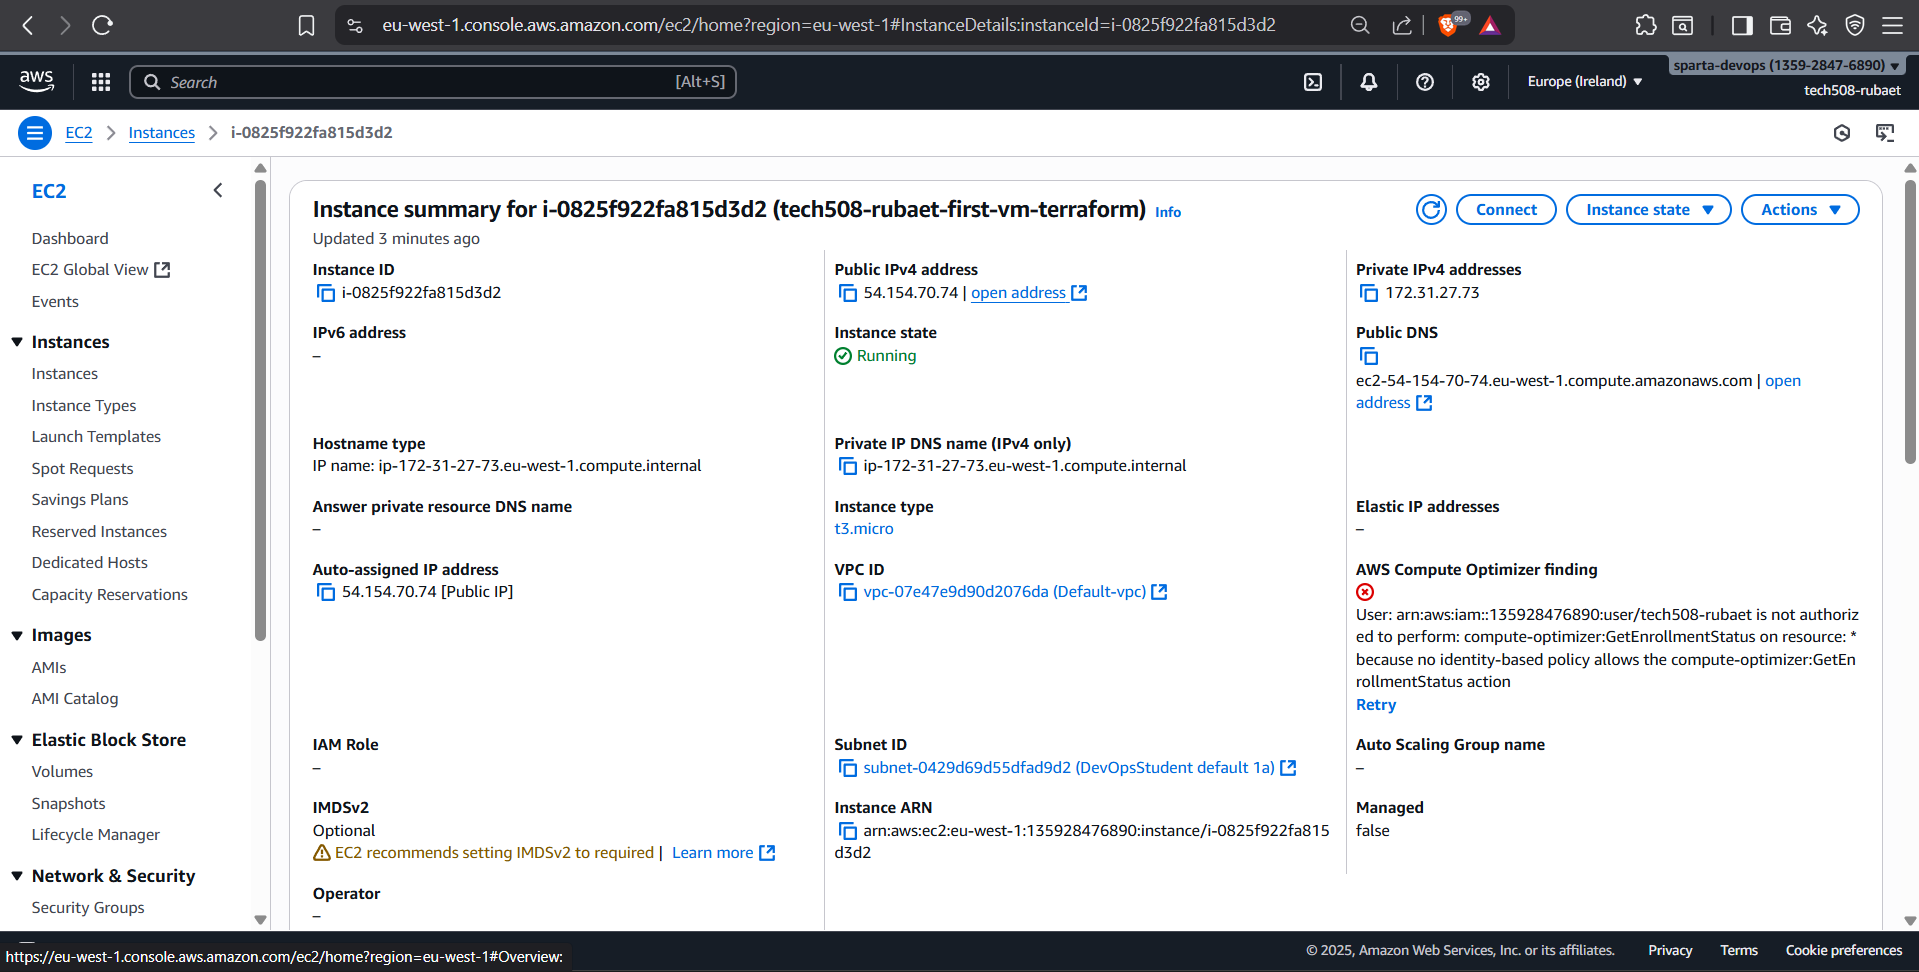 eu-west-1.console.aws.amazon.com/ec2/home?region=eu-west-1#InstanceDetails:instanceId=i-0825f922fa815d3d2
99+
aws
Search
[Alt+S]
Europe (Ireland)
sparta-devops (1359-2847-6890)
tech508-rubaet
EC2
Instances
i-0825f922fa815d3d2
EC2
Dashboard
EC2 Global View
Events
Instances
Instances
Instance Types
Launch Templates
Spot Requests
Savings Plans
Reserved Instances
Dedicated Hosts
Capacity Reservations
Images
AMIs
AMI Catalog
Elastic Block Store
Volumes
Snapshots
Lifecycle Manager
Network & Security
Security Groups
Instance summary for i-0825f922fa815d3d2 (tech508-rubaet-first-vm-terraform) Info
Updated 3 minutes ago
Connect
Instance state
Actions
Instance ID
i-0825f922fa815d3d2
Public IPv4 address
54.154.70.74 | open address
Private IPv4 addresses
172.31.27.73
IPv6 address
–
Instance state
Running
Public DNS
ec2-54-154-70-74.eu-west-1.compute.amazonaws.com | open
address
Hostname type
IP name: ip-172-31-27-73.eu-west-1.compute.internal
Private IP DNS name (IPv4 only)
ip-172-31-27-73.eu-west-1.compute.internal
Answer private resource DNS name
–
Instance type
t3.micro
Elastic IP addresses
–
Auto-assigned IP address
54.154.70.74 [Public IP]
VPC ID
vpc-07e47e9d90d2076da (Default-vpc)
AWS Compute Optimizer finding
User: arn:aws:iam::135928476890:user/tech508-rubaet is not authoriz
ed to perform: compute-optimizer:GetEnrollmentStatus on resource: *
because no identity-based policy allows the compute-optimizer:GetEn
rollmentStatus action
Retry
IAM Role
–
Subnet ID
subnet-0429d69d55dfad9d2 (DevOpsStudent default 1a)
Auto Scaling Group name
–
IMDSv2
Optional
EC2 recommends setting IMDSv2 to required | Learn more
Instance ARN
arn:aws:ec2:eu-west-1:135928476890:instance/i-0825f922fa815
d3d2
Managed
false
Operator
–
https://eu-west-1.console.aws.amazon.com/ec2/home?region=eu-west-1#Overview:
© 2025, Amazon Web Services, Inc. or its affiliates.
Privacy
Terms
Cookie preferences